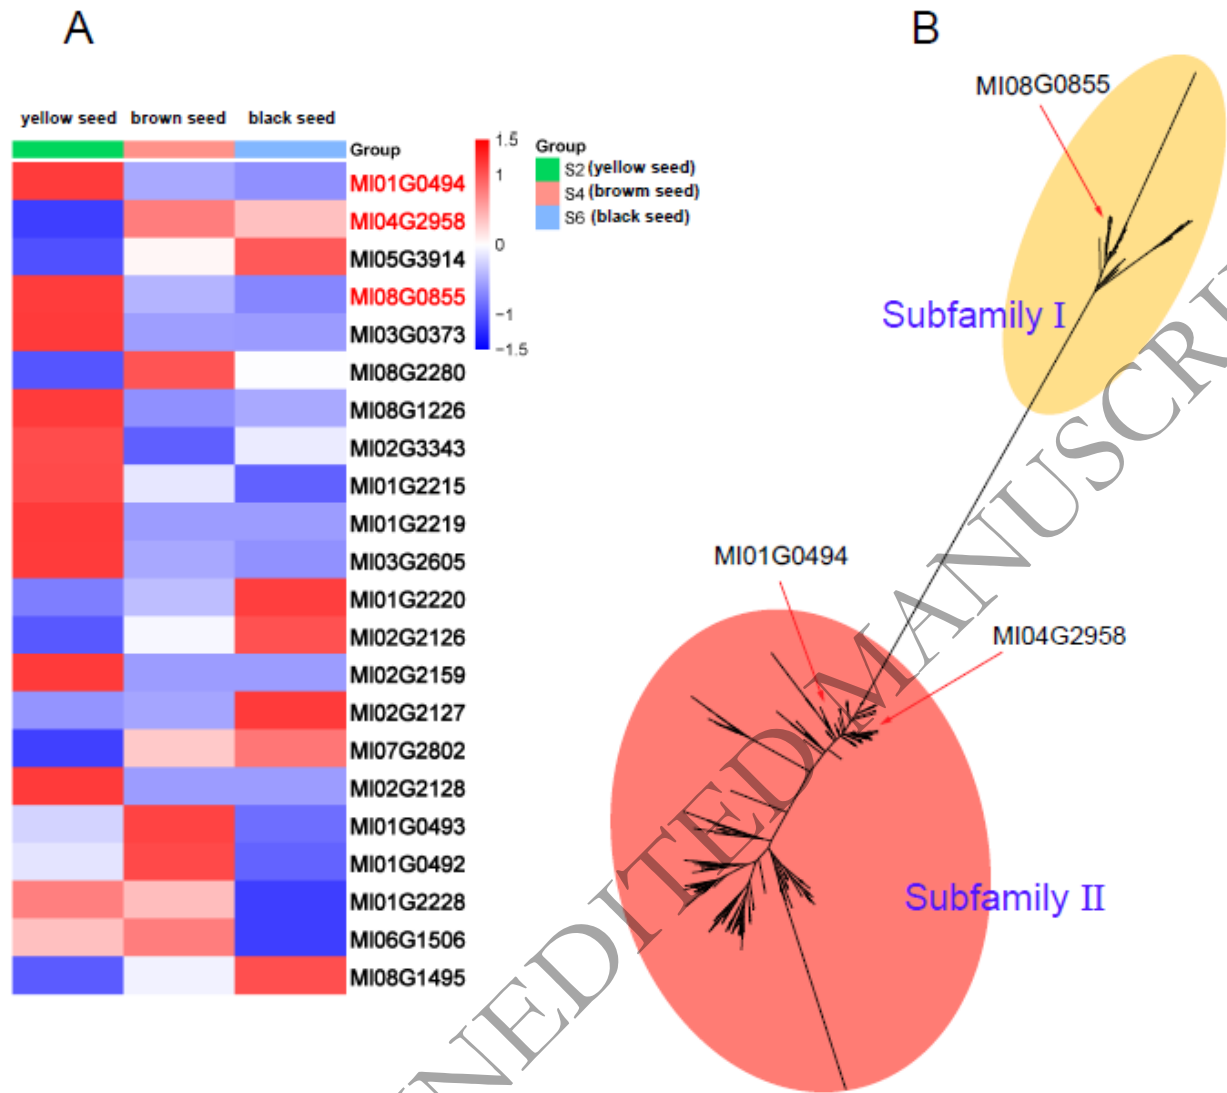 A
B
yellow seed brown seed black seed
Group
1.5
1
0
−1
−1.5
Group
S2 (yellow seed)
S4 (browm seed)
S6 (black seed)
MI01G0494
MI04G2958
MI05G3914
MI08G0855
MI03G0373
MI08G2280
MI08G1226
MI02G3343
MI01G2215
MI01G2219
MI03G2605
MI01G2220
MI02G2126
MI02G2159
MI02G2127
MI07G2802
MI02G2128
MI01G0493
MI01G0492
MI01G2228
MI06G1506
MI08G1495
MI08G0855
Subfamily I
MI01G0494
MI04G2958
Subfamily II
UNEDITED MANUSCRI